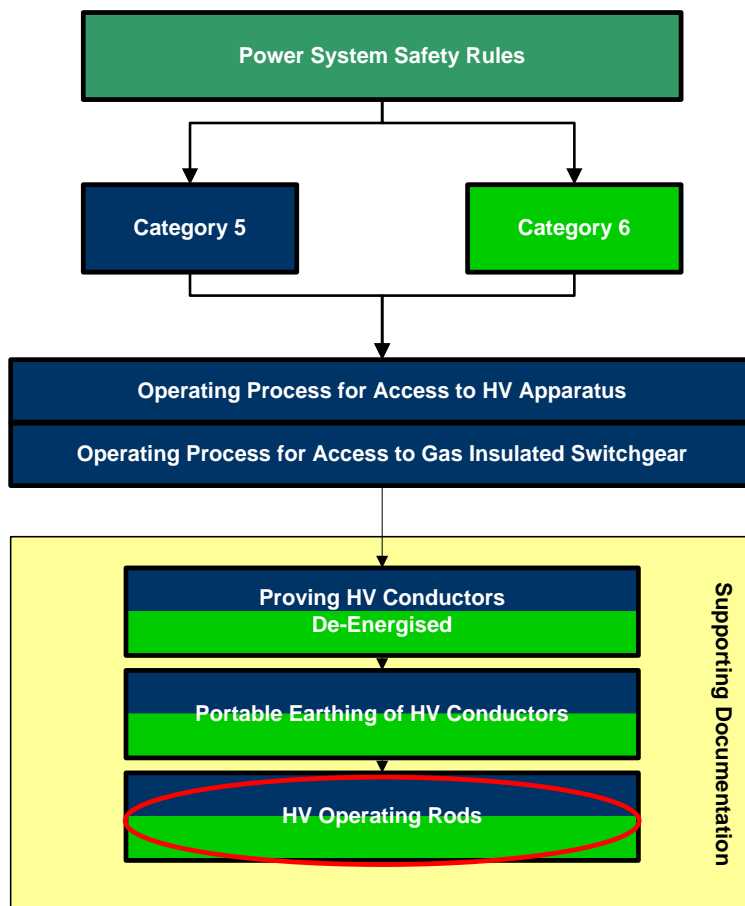 Power System Safety Rules
Category 5
Category 6
Operating Process for Access to HV Apparatus
Operating Process for Access to Gas Insulated Switchgear
Proving HV Conductors
De-Energised
Portable Earthing of HV Conductors
HV Operating Rods
Supporting Documentation